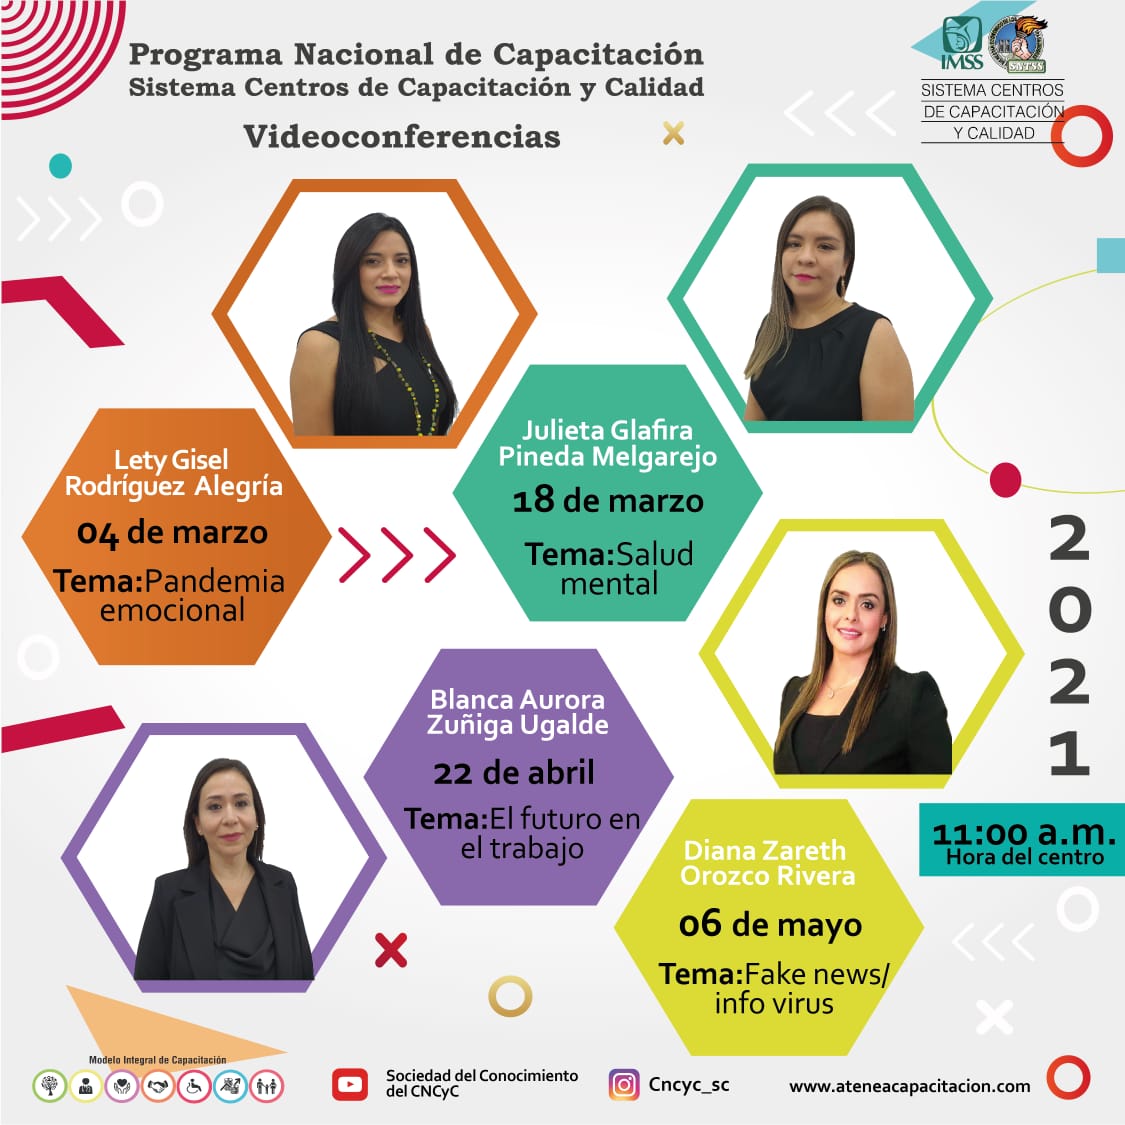 Programa Nacional de Capacitación
Sistema Centros de Capacitación y Calidad
Videoconferencias
IMSS
SNTSS
SISTEMA CENTROS
DE CAPACITACIÓN
Y CALIDAD
Lety Gisel
Rodríguez Alegría
04 de marzo
Tema:Pandemia
emocional
Julieta Glafira
Pineda Melgarejo
18 de marzo
Tema:Salud
mental
Blanca Aurora
Zuñiga Ugalde
22 de abril
Tema:El futuro en
el trabajo
Diana Zareth
Orozco Rivera
06 de mayo
Tema:Fake news/
info virus
2
0
2
1
11:00 a.m.
Hora del centro
Modelo Integral de Capacitación
Sociedad del Conocimiento
del CNCyC
Cncyc_sc
www.ateneacapacitacion.com